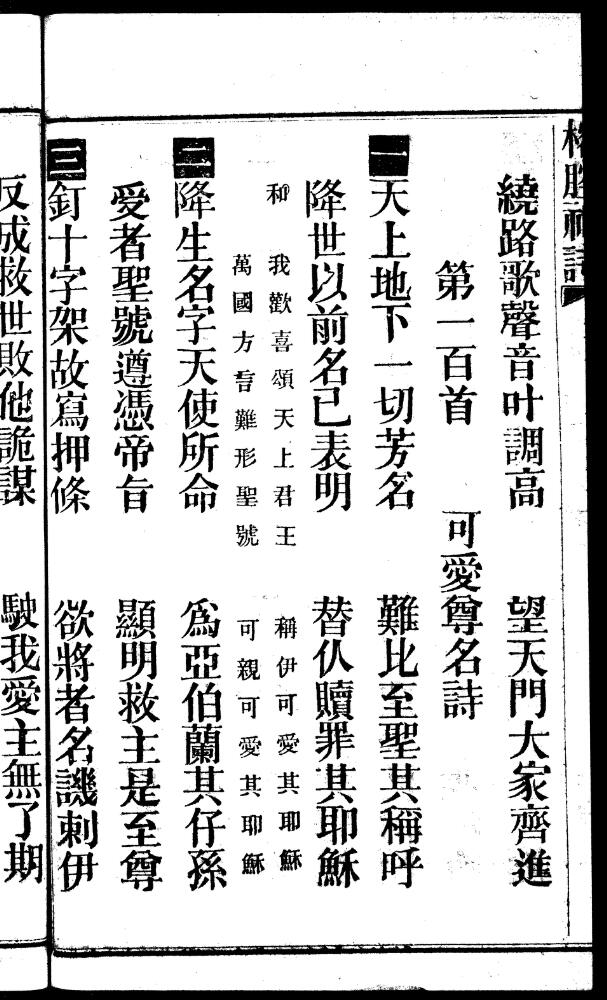 榕腔神詩
繞路歌聲音叶調高 望天門大家齊進
第一百首 可愛尊名詩
一 天上地下一切芳名 難比至聖其稱呼
降世以前名已表明 替仈贖罪其耶穌
和 我歡喜頌天上君王 稱伊可愛其耶穌
萬國方言難形聖號 可親可愛其耶穌
二 降生名字天使所命 爲亞伯蘭其仔孫
愛者聖號遵憑帝旨 顯明救主是至尊
三 釘十字架故寫押條 欲將者名譏刺伊
反成救世敗他詭謀 駛我愛主無了期